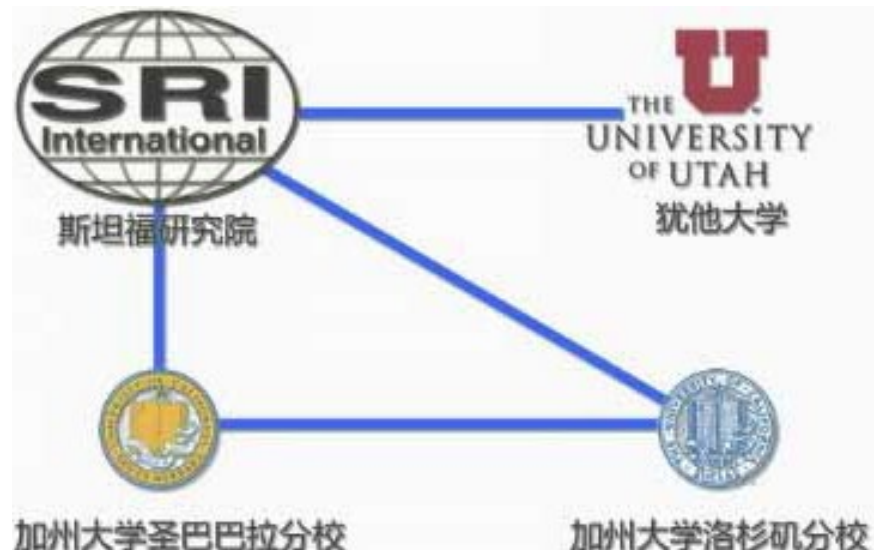 SRI
International
斯坦福研究院
THE U
UNIVERSITY
OF UTAH
犹他大学
加州大学圣巴巴拉分校
加州大学洛杉矶分校